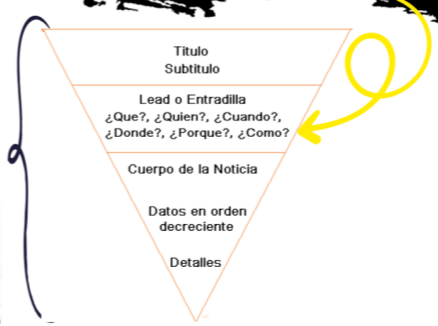 Titulo
Subtitulo
Lead o Entradilla
¿Que?, ¿Quien?, ¿Cuando?,
¿Donde?, ¿Porque?, ¿Como?
Cuerpo de la Noticia
Datos en orden
decreciente
Detalles